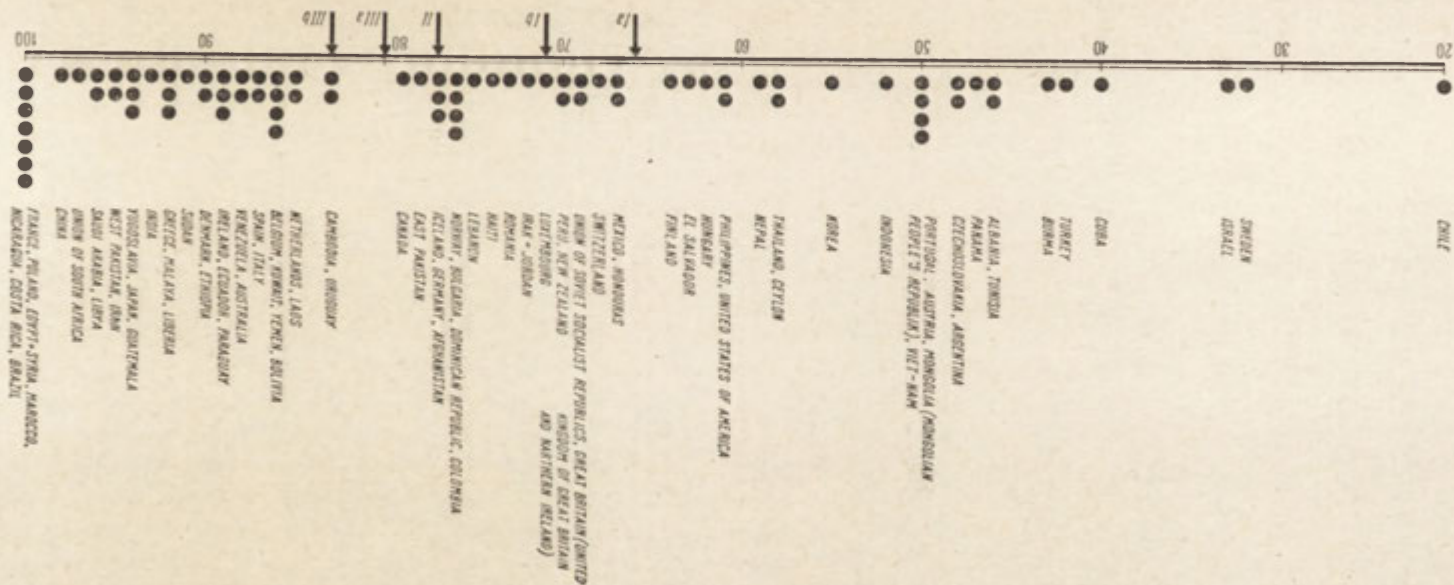 20
30
40
50
60
70
80
90
100
Ia
Ib
II
IIIa
IIIb
CHILE
SWEDEN
ISRAEL
CUBA
TURKEY
BURMA
ALBANIA, TUNISIA
PANAMA
CZECHOSLOVAKIA, ARGENTINA
PORTUGAL, AUSTRIA, MONGOLIA (MONGOLIAN
PEOPLE'S REPUBLIK), VIET-NAM
INDONESIA
KOREA
THAILAND, CEYLON
NEPAL
PHILIPPINES, UNITED STATES OF AMERICA
HUNGARY
EL SALVADOR
FINLAND
MEXICO, HONDURAS
SWITZERLAND
UNION OF SOVIET SOCIALIST REPUBLICS, GREAT BRITAIN (UNITED
KINGDOM OF GREAT BRITAIN
AND NARTHERN IRELAND)
PERU, NEW ZEALAND
LUXEMBOURG
IRAK-JORDAN
ROMANIA
HAITI
LEBANEN
NORWAY, BULGARIA, DOMINICAN REPUBLIC, COLOMBIA
ICELAND, GERMANY, AFGHANISTAN
EAST PAKISTAN
CANADA
CAMBODIA, URUGUAY
NETHERLANDS, LAOS
BELGIUM, KUWAIT, YEMEN, BOLIVIA
SPAIN, ITALY
VENEZUELA, AUSTRALIA
IRELAND, ECUADOR, PARAGUAY
DENMARK, ETHIOPIA
SUDAN
GREECE, MALAYA, LIBERIA
INDIA
YUGOSLAVIA, JAPAN, GUATEMALA
WEST PAKISTAN, IRAN
SAUDI ARABIA, LIBYA
UNION OF SOUTH AFRICA
CHINA
FRANCE, POLAND, EGYPT-SYRIA, MAROCCO,
NICARAGUA, COSTA RICA, BRAZIL